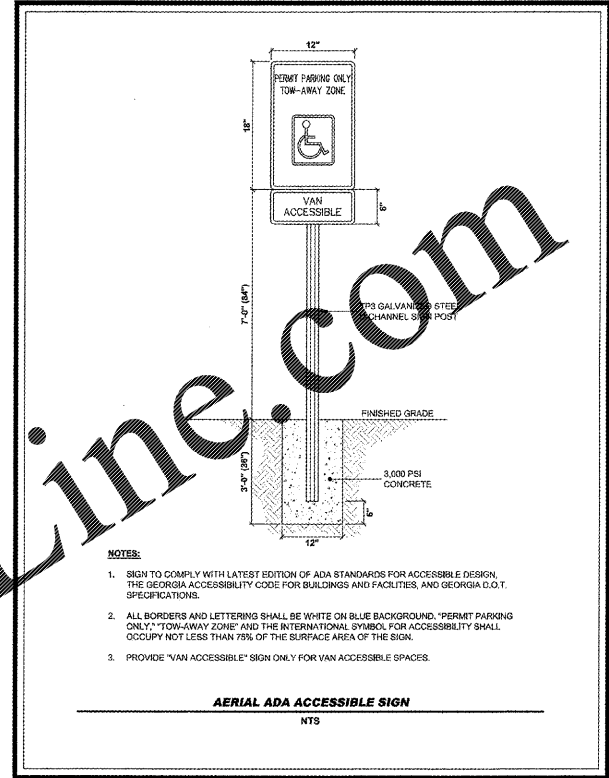 12"
PERMIT PARKING ONLY
TOW-AWAY ZONE
18"
VAN
ACCESSIBLE
6"
7'-0" (84")
TP3 GALVANIZED STEEL
U CHANNEL SIGN POST
FINISHED GRADE
3'-0" (36")
3,000 PSI
CONCRETE
6"
12"
NOTES:
1. SIGN TO COMPLY WITH LATEST EDITION OF ADA STANDARDS FOR ACCESSIBLE DESIGN,
THE GEORGIA ACCESSIBILITY CODE FOR BUILDINGS AND FACILITIES, AND GEORGIA D.O.T.
SPECIFICATIONS.
2. ALL BORDERS AND LETTERING SHALL BE WHITE ON BLUE BACKGROUND. "PERMIT PARKING
ONLY," "TOW-AWAY ZONE" AND THE INTERNATIONAL SYMBOL FOR ACCESSIBILITY SHALL
OCCUPY NOT LESS THAN 75% OF THE SURFACE AREA OF THE SIGN.
3. PROVIDE "VAN ACCESSIBLE" SIGN ONLY FOR VAN ACCESSIBLE SPACES.
AERIAL ADA ACCESSIBLE SIGN
NTS
Line.com